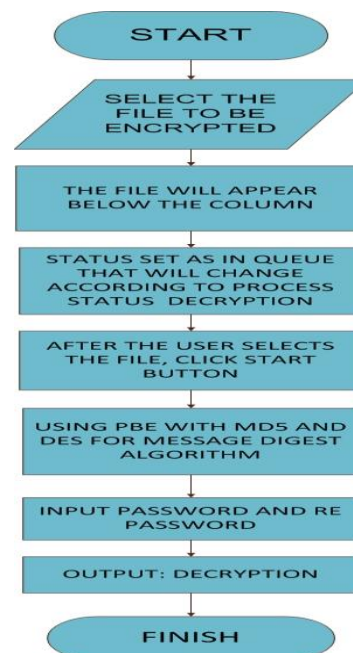 START
SELECT THE
FILE TO BE
ENCRYPTED
THE FILE WILL APPEAR
BELOW THE COLUMN
STATUS SET AS IN QUEUE
THAT WILL CHANGE
ACCORDING TO PROCESS
STATUS DECRYPTION
AFTER THE USER SELECTS
THE FILE, CLICK START
BUTTON
USING PBE WITH MD5 AND
DES FOR MESSAGE DIGEST
ALGORITHM
INPUT PASSWORD AND RE
PASSWORD
OUTPUT: DECRYPTION
FINISH